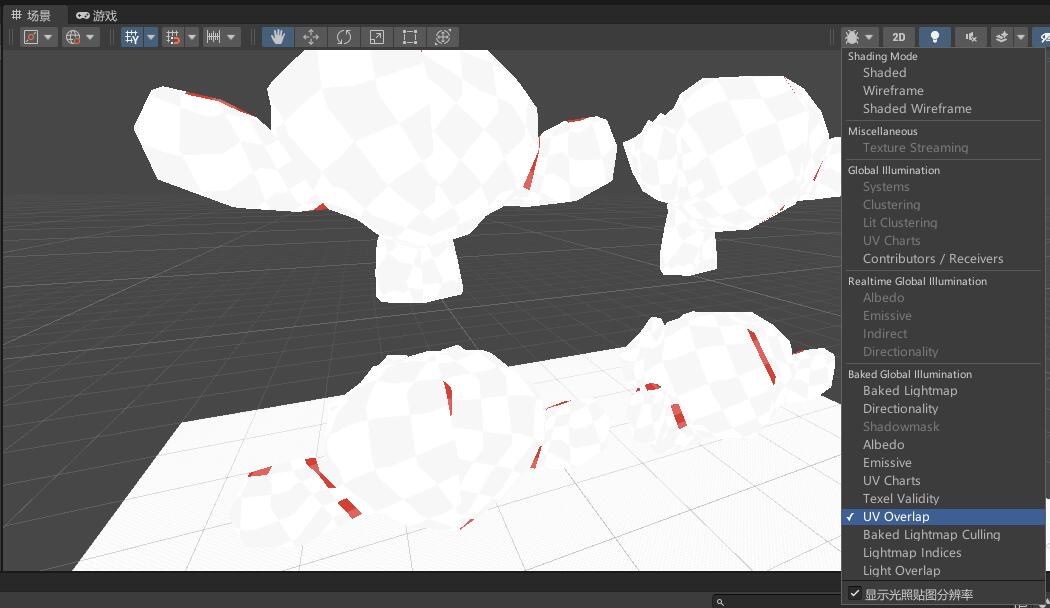 场景 游戏
2D
Shading Mode
Shaded
Wireframe
Shaded Wireframe
Miscellaneous
Texture Streaming
Global Illumination
Systems
Clustering
Lit Clustering
UV Charts
Contributors / Receivers
Realtime Global Illumination
Albedo
Emissive
Indirect
Directionality
Baked Global Illumination
Baked Lightmap
Directionality
Shadowmask
Albedo
Emissive
UV Charts
Texel Validity
UV Overlap
Baked Lightmap Culling
Lightmap Indices
Light Overlap
显示光照贴图分辨率